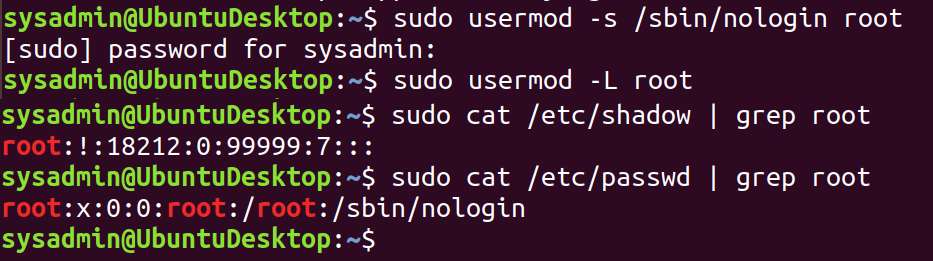 sysadmin@UbuntuDesktop:~$ sudo usermod -s /sbin/nologin root
[sudo] password for sysadmin:
sysadmin@UbuntuDesktop:~$ sudo usermod -L root
sysadmin@UbuntuDesktop:~$ sudo cat /etc/shadow | grep root
root:!:18212:0:99999:7:::
sysadmin@UbuntuDesktop:~$ sudo cat /etc/passwd | grep root
root:x:0:0:root:/root:/sbin/nologin
sysadmin@UbuntuDesktop:~$